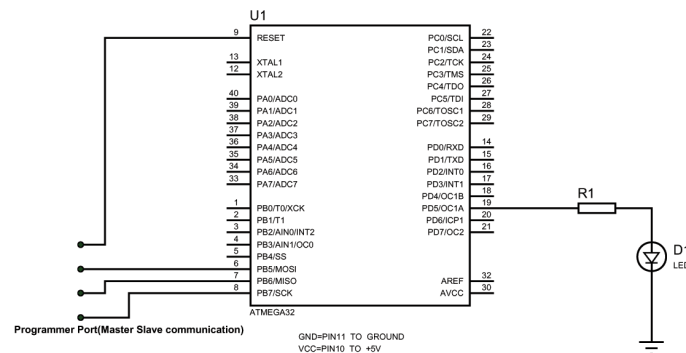 U1
9 RESET
13 XTAL1
12 XTAL2
40 PA0/ADC0
39 PA1/ADC1
38 PA2/ADC2
37 PA3/ADC3
36 PA4/ADC4
35 PA5/ADC5
34 PA6/ADC6
33 PA7/ADC7
1 PB0/T0/XCK
2 PB1/T1
3 PB2/AIN0/INT2
4 PB3/AIN1/OC0
5 PB4/SS
6 PB5/MOSI
7 PB6/MISO
8 PB7/SCK
PC0/SCL 22
PC1/SDA 23
PC2/TCK 24
PC3/TMS 25
PC4/TDO 26
PC5/TDI 27
PC6/TOSC1 28
PC7/TOSC2 29
PD0/RXD 14
PD1/TXD 15
PD2/INT0 16
PD3/INT1 17
PD4/OC1B 18
PD5/OC1A 19
PD6/ICP1 20
PD7/OC2 21
AREF 32
AVCC 30
ATMEGA32
R1
D1
LED
Programmer Port(Master Slave communication)
GND=PIN11 TO GROUND
VCC=PIN10 TO +5V